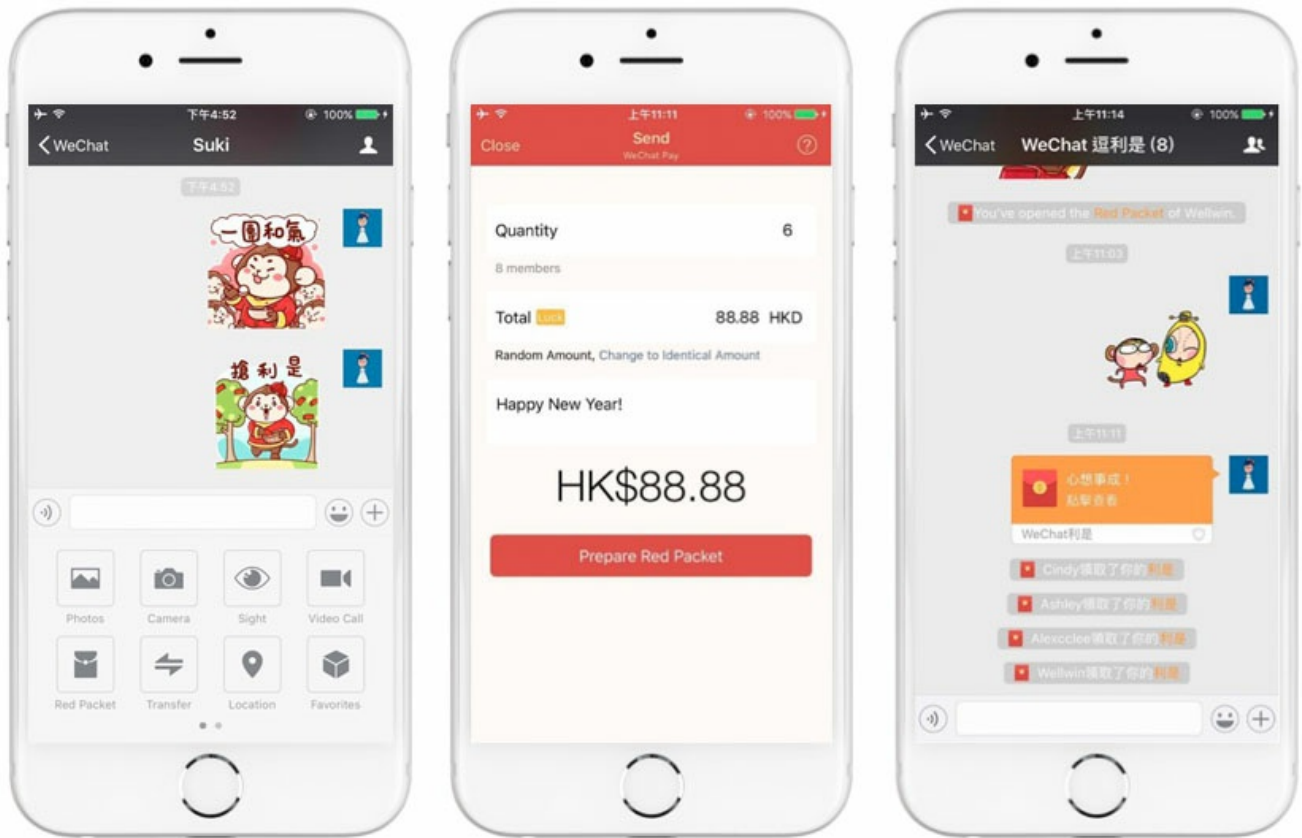 下午4:52
100%
WeChat
Suki
下午4:52
一團和氣
搶利是
Photos
Camera
Sight
Video Call
Red Packet
Transfer
Location
Favorites
上午11:11
100%
Close
Send
WeChat Pay
Quantity
6
8 members
Total Luck
88.88 HKD
Random Amount, Change to Identical Amount
Happy New Year!
HK$88.88
Prepare Red Packet
上午11:14
100%
WeChat
WeChat 逗利是 (8)
You've opened the Red Packet of Wellwin.
上午11:03
上午11:11
心想事成！
點擊查看
WeChat利是
Cindy領取了你的利是
Ashley領取了你的利是
Alexcclee領取了你的利是
Wellwin領取了你的利是